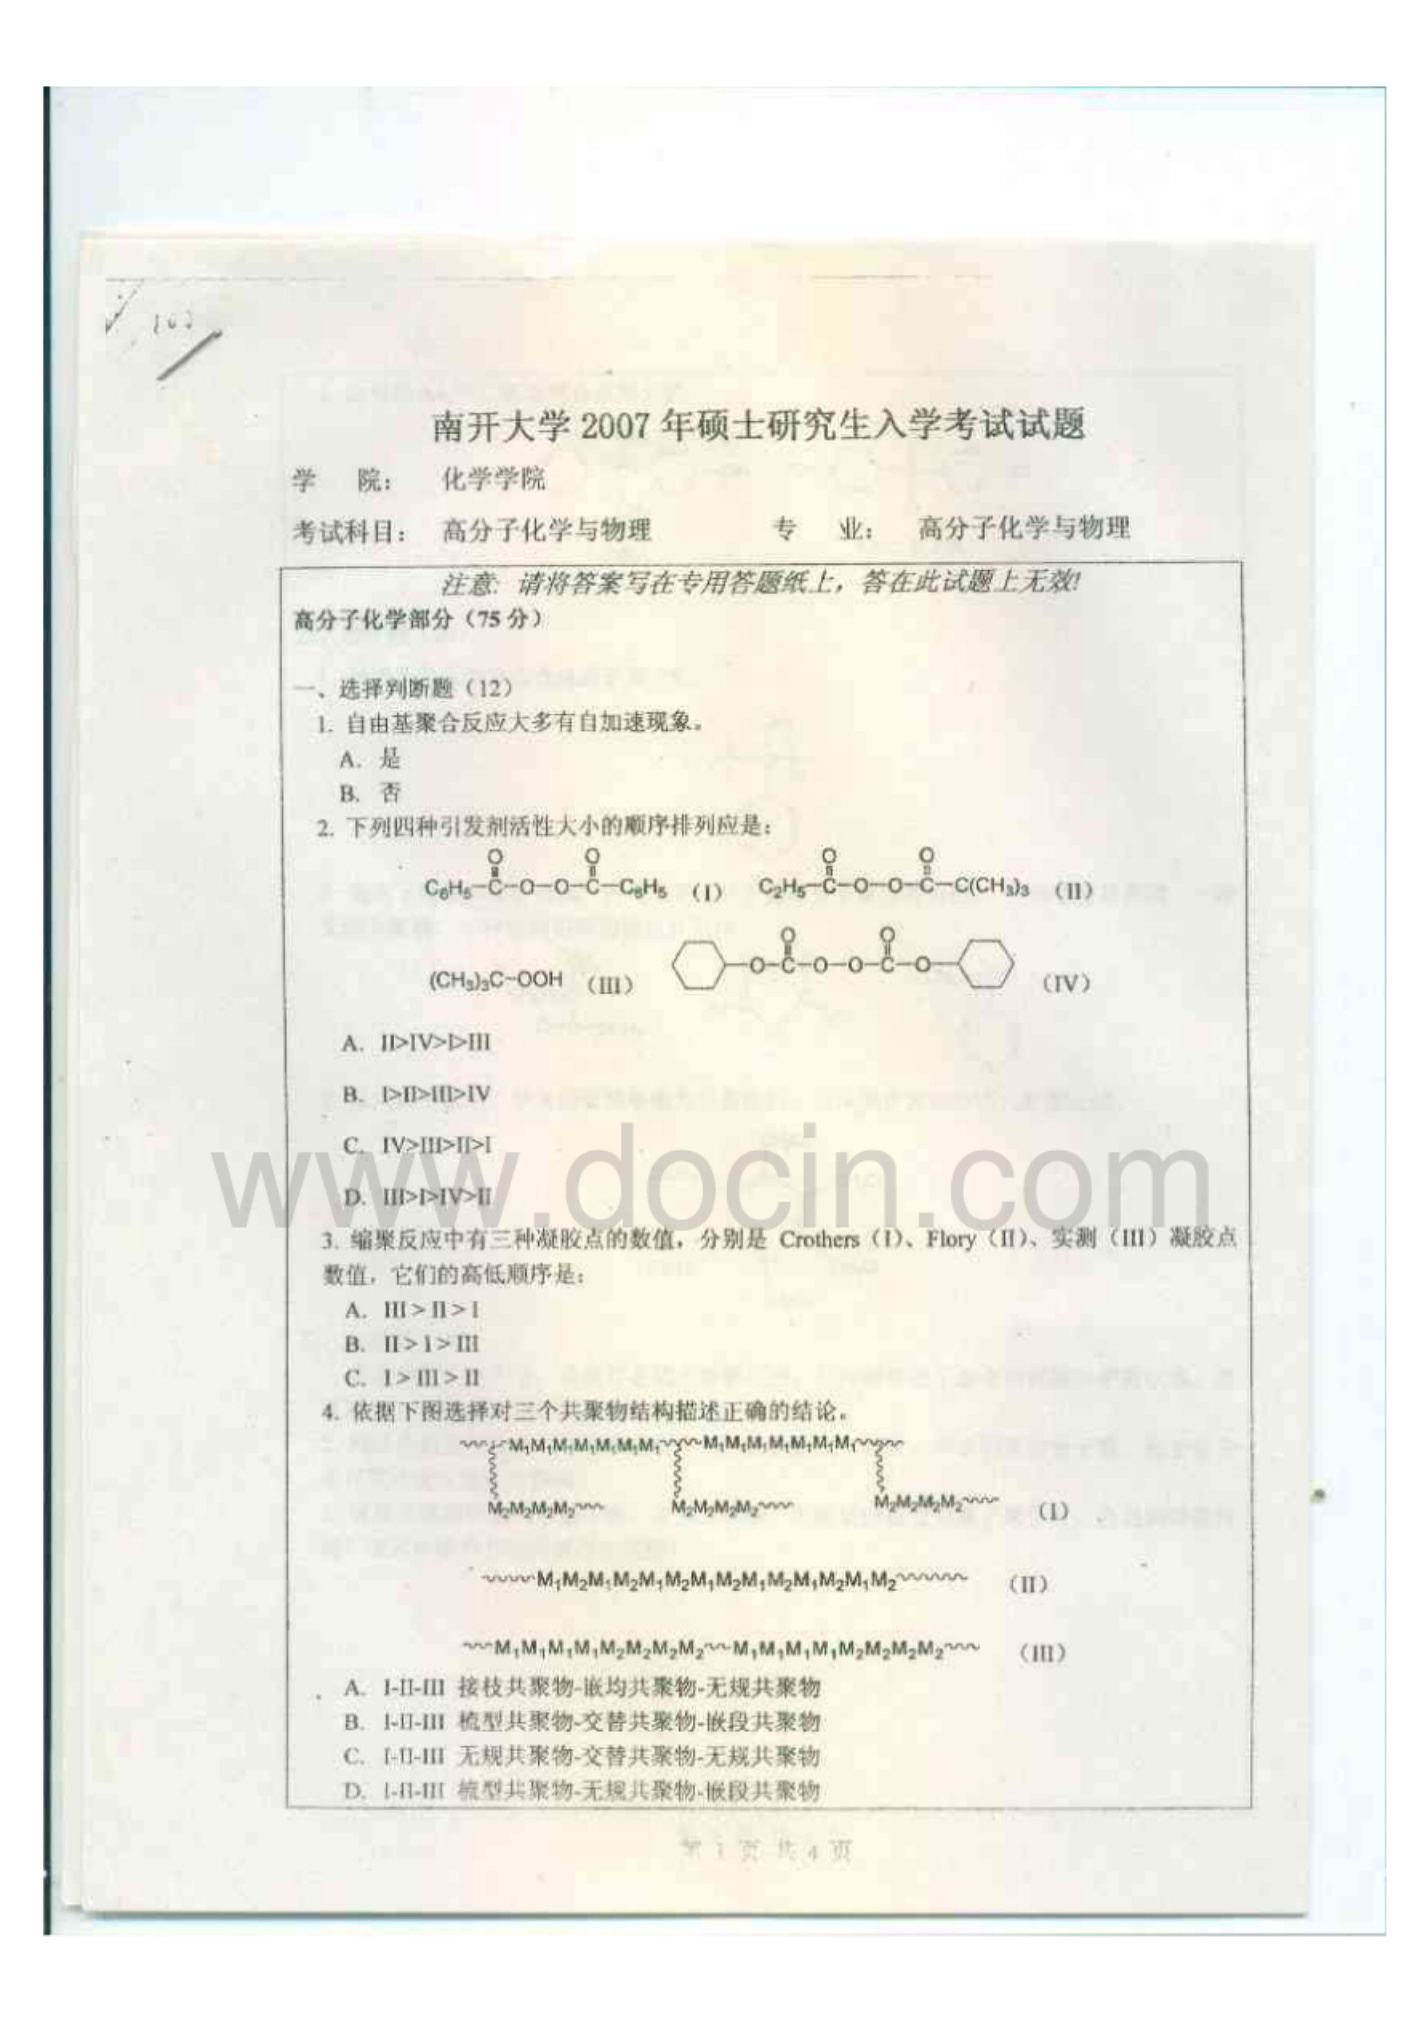 南开大学 2007 年硕士研究生入学考试试题
学 院： 化学学院
考试科目： 高分子化学与物理 专 业： 高分子化学与物理
注意: 请将答案写在专用答题纸上，答在此试题上无效!
高分子化学部分（75 分）
一、选择判断题（12）
1. 自由基聚合反应大多有自加速现象。
A. 是
B. 否
2. 下列四种引发剂活性大小的顺序排列应是：
O O O O
C6H5-C-O-O-C-C6H5 （I） C2H5-C-O-O-C-C(CH3)3 （II）
O O
(CH3)3C-OOH （III） O-C-O-O-C-O （IV）
A. II>IV>I>III
B. I>II>III>IV
C. IV>III>II>I
D. III>I>IV>II
www.docin.com
3. 缩聚反应中有三种凝胶点的数值，分别是 Crothers（I）、Flory（II）、实测（III）凝胶点
数值，它们的高低顺序是：
A. III > II > I
B. II > I > III
C. I > III > II
4. 依据下图选择对三个共聚物结构描述正确的结论。
M1M1M1M1M1M1M1 M1M1M1M1M1M1M1
M2M2M2M2 M2M2M2M2 M2M2M2M2 （I）
M1M2M1M2M1M2M1M2M1M2M1M2M1M2 （II）
M1M1M1M1M2M2M2M2 M1M1M1M1M2M2M2M2 （III）
A. I-II-III 接枝共聚物-嵌均共聚物-无规共聚物
B. I-II-III 梳型共聚物-交替共聚物-嵌段共聚物
C. I-II-III 无规共聚物-交替共聚物-无规共聚物
D. I-II-III 梳型共聚物-无规共聚物-嵌段共聚物
第 1 页 共 4 页